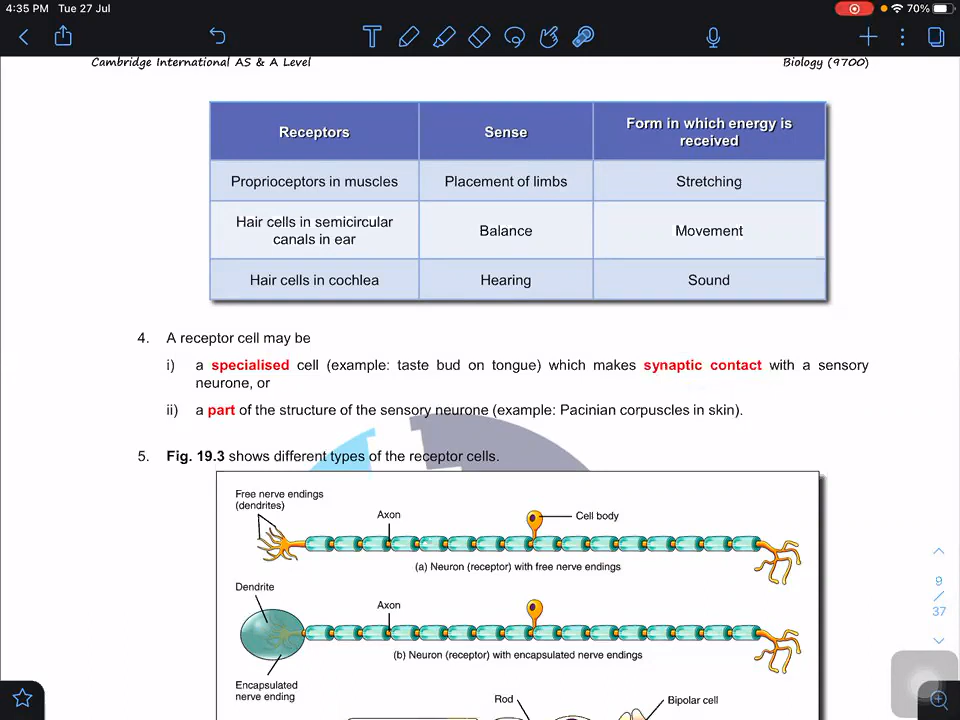 4:35 PM Tue 27 Jul
70%
T
Cambridge International AS & A Level
Biology (9700)
Receptors
Sense
Form in which energy is
received
Proprioceptors in muscles
Placement of limbs
Stretching
Hair cells in semicircular
canals in ear
Balance
Movement
Hair cells in cochlea
Hearing
Sound
4. A receptor cell may be
i) a specialised cell (example: taste bud on tongue) which makes synaptic contact with a sensory
neurone, or
ii) a part of the structure of the sensory neurone (example: Pacinian corpuscles in skin).
5. Fig. 19.3 shows different types of the receptor cells.
Free nerve endings
(dendrites)
Axon
Cell body
(a) Neuron (receptor) with free nerve endings
Dendrite
Axon
(b) Neuron (receptor) with encapsulated nerve endings
Encapsulated
nerve ending
Rod
Bipolar cell
9
/
37